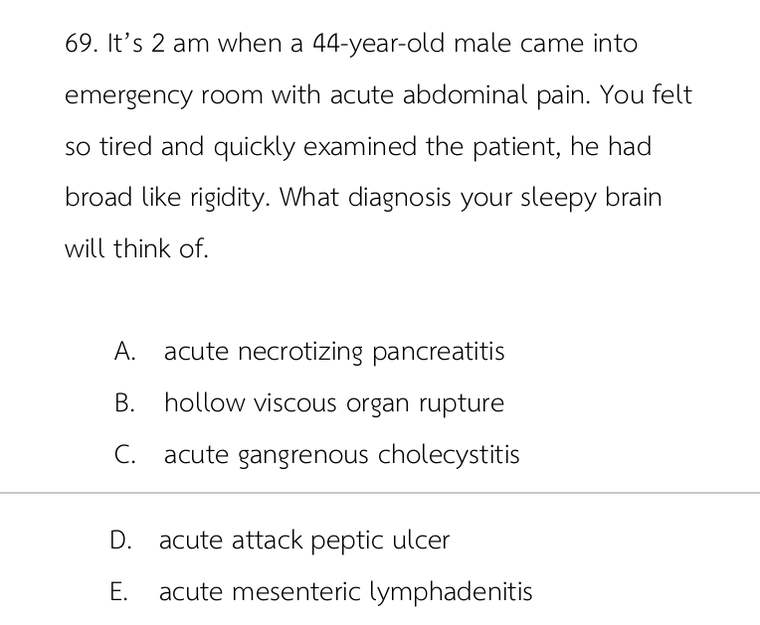 69. It’s 2 am when a 44-year-old male came into
emergency room with acute abdominal pain. You felt
so tired and quickly examined the patient, he had
broad like rigidity. What diagnosis your sleepy brain
will think of.
A. acute necrotizing pancreatitis
B. hollow viscous organ rupture
C. acute gangrenous cholecystitis
D. acute attack peptic ulcer
E. acute mesenteric lymphadenitis